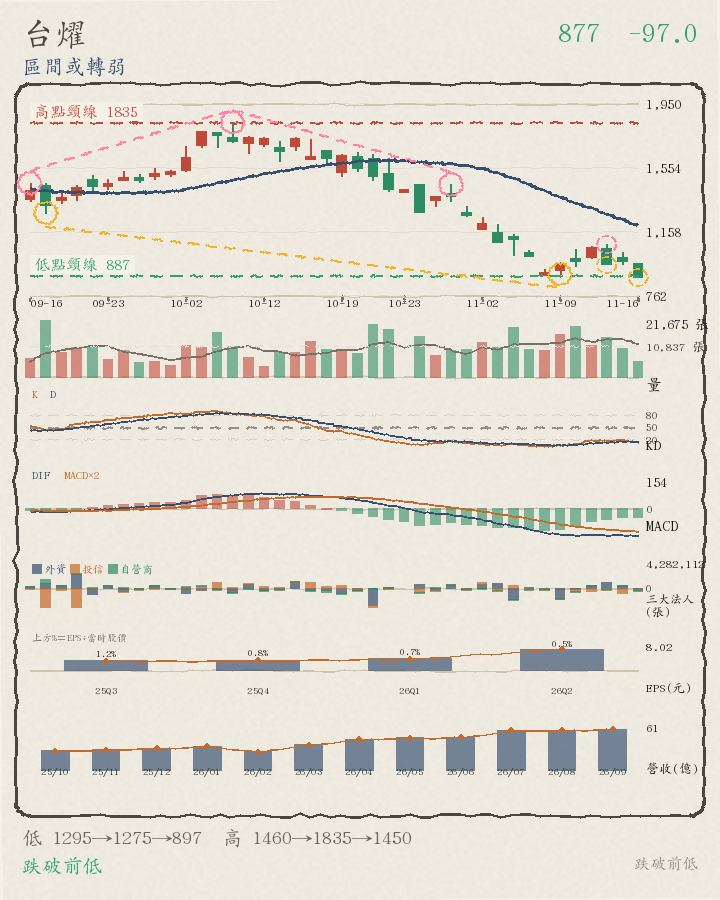 台燿 877 -97.0
區間或轉弱
高點頸線 1835
低點頸線 887
1,950
1,554
1,158
762
09-16 09-23 10-02 10-12 10-19 10-23 11-02 11-09 11-16
21,675 張
10,837 張
量
K D
80
50
20
KD
DIF MACD×2
154
0
MACD
外資 投信 自營商
4,282,112
0
三大法人
(張)
上方%=EPS÷當時股價
1.2% 0.8% 0.7% 0.5%
8.02
25Q3 25Q4 26Q1 26Q2
EPS(元)
61
25/10 25/11 25/12 26/01 26/02 26/03 26/04 26/05 26/06 26/07 26/08 26/09
營收(億)
低 1295→1275→897 高 1460→1835→1450
跌破前低
跌破前低